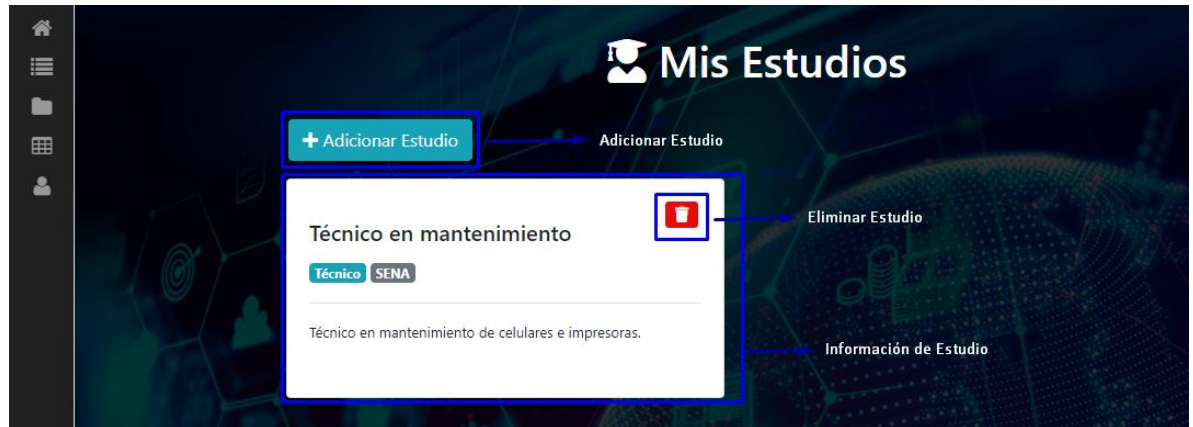 Mis Estudios
Adicionar Estudio
Adicionar Estudio
Eliminar Estudio
Técnico en mantenimiento
Técnico SENA
Técnico en mantenimiento de celulares e impresoras.
Información de Estudio